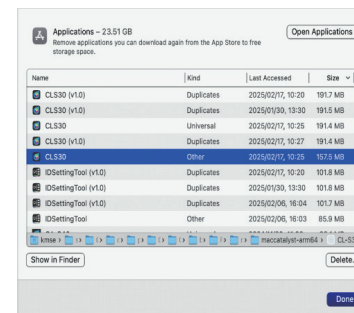 Applications – 23.51 GB
Open Applications
Remove applications you can download again from the App Store to free
storage space.
Name Kind Last Accessed Size
CLS30 (v1.0) Duplicates 2025/02/17, 10:20 191.7 MB
CLS30 (v1.0) Duplicates 2025/01/30, 13:30 191.5 MB
CLS30 Universal 2025/02/17, 10:25 191.4 MB
CLS30 (v1.0) Duplicates 2025/02/17, 10:27 191.4 MB
CLS30 Other 2025/02/17, 10:25 157.5 MB
IDSettingTool (v1.0) Duplicates 2025/02/17, 10:20 101.8 MB
IDSettingTool (v1.0) Duplicates 2025/01/30, 13:30 101.8 MB
IDSettingTool (v1.0) Duplicates 2025/02/06, 16:04 101.7 MB
IDSettingTool Other 2025/02/06, 16:03 85.9 MB
kmse maccatalyst-arm64 CL-S3
Show in Finder Delete.
Done